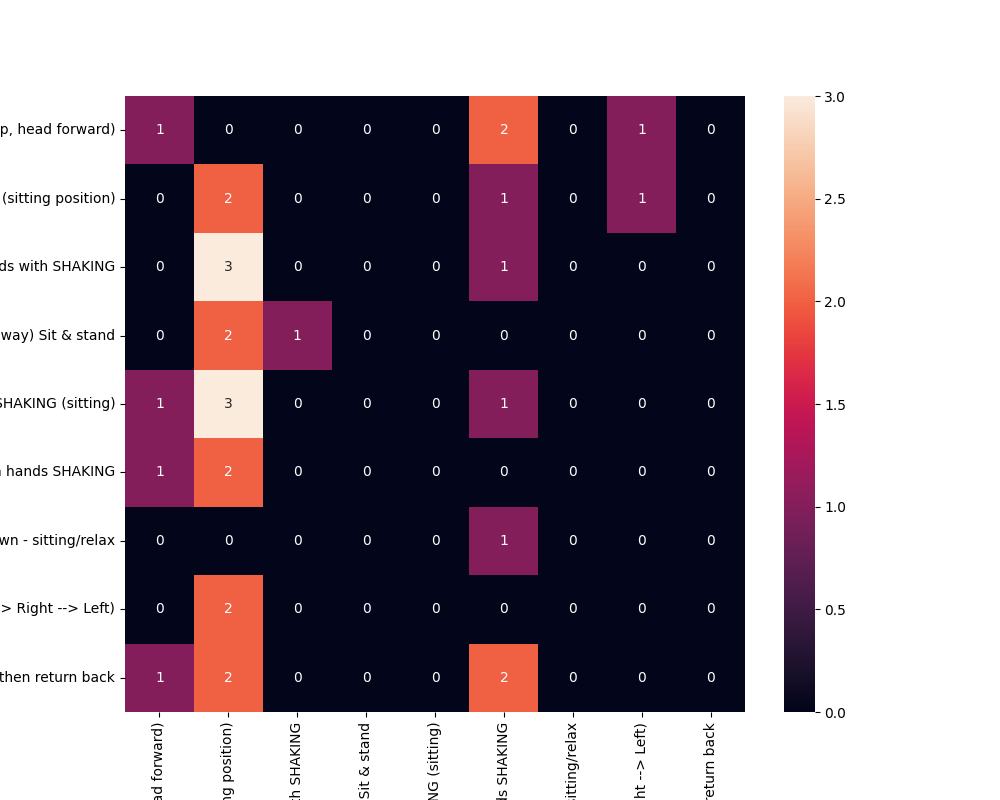 p, head forward) 1 0 0 0 0 2 0 1 0
(sitting position) 0 2 0 0 0 1 0 1 0
ds with SHAKING 0 3 0 0 0 1 0 0 0
way) Sit & stand 0 2 1 0 0 0 0 0 0
SHAKING (sitting) 1 3 0 0 0 1 0 0 0
hands SHAKING 1 2 0 0 0 0 0 0 0
wn - sitting/relax 0 0 0 0 0 1 0 0 0
> Right --> Left) 0 2 0 0 0 0 0 0 0
then return back 1 2 0 0 0 2 0 0 0
ad forward)
ng position)
th SHAKING
Sit & stand
NG (sitting)
ds SHAKING
sitting/relax
ht --> Left)
return back
3.0
2.5
2.0
1.5
1.0
0.5
0.0